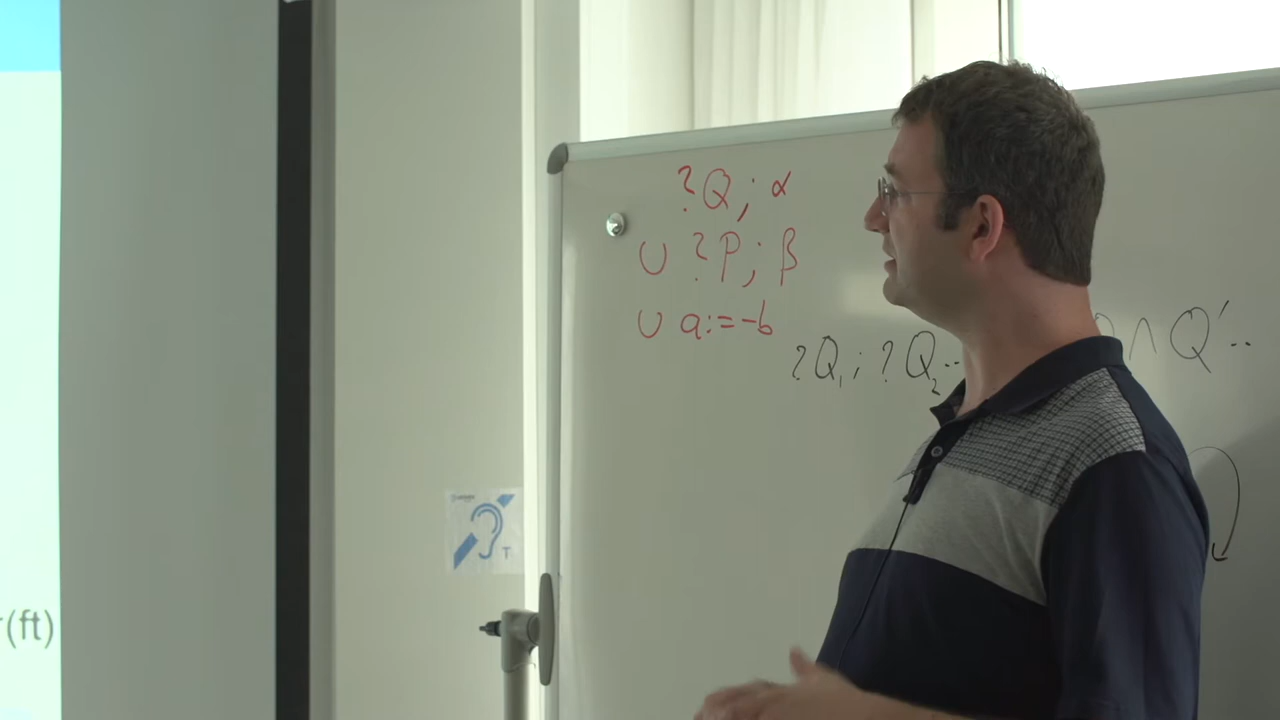 ?Q; α
∪ ?P; β
∪ a:=-b
?Q₁; ?Q₂..
∧ Q'..
(ft)
T